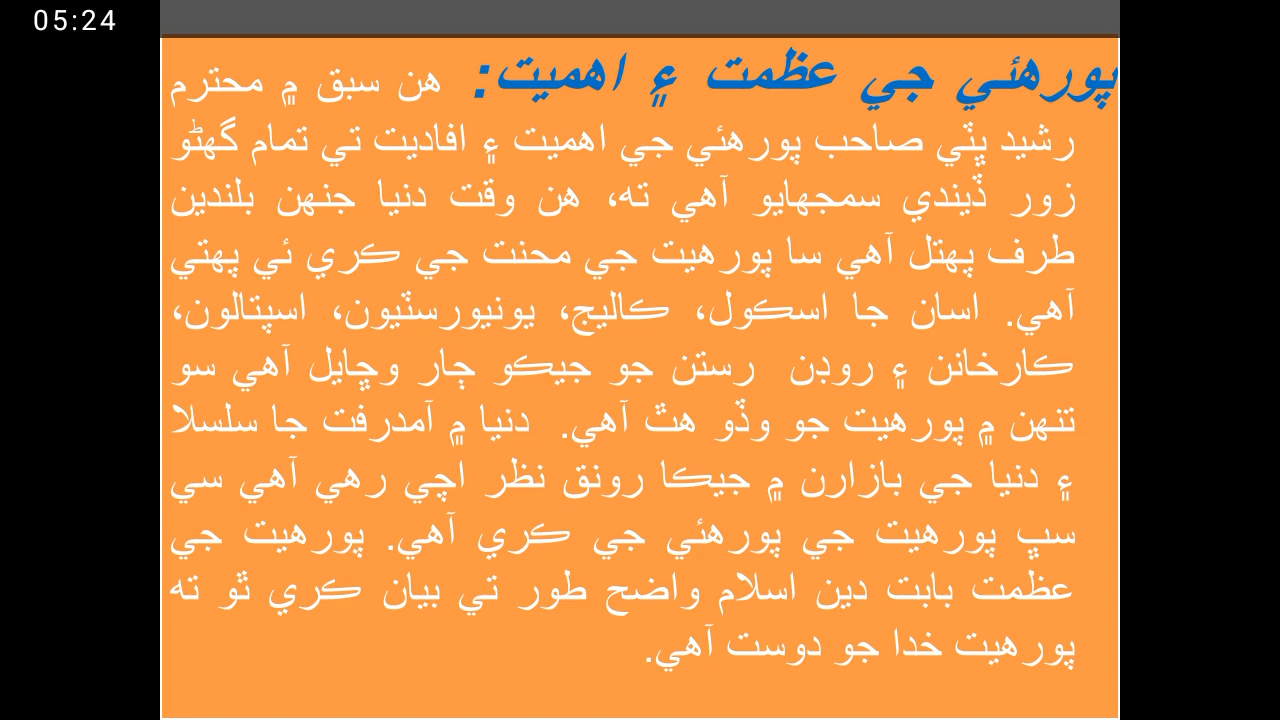 05:24
پورهئي جي عظمت ۽ اهميت: هن سبق ۾ محترم
رشيد ڀٽي صاحب پورهئي جي اهميت ۽ افاديت تي تمام گهڻو
زور ڏيندي سمجهايو آهي ته، هن وقت دنيا جنهن بلندين
طرف پهتل آهي سا پورهيت جي محنت جي ڪري ئي پهتي
آهي. اسان جا اسڪول، ڪاليج، يونيورسٽيون، اسپتالون،
ڪارخانن ۽ روڊن رستن جو جيڪو ڄار وڇايل آهي سو
تنهن ۾ پورهيت جو وڏو هٿ آهي. دنيا ۾ آمدرفت جا سلسلا
۽ دنيا جي بازارن ۾ جيڪا رونق نظر اچي رهي آهي سي
سڀ پورهيت جي پورهئي جي ڪري آهي. پورهيت جي
عظمت بابت دين اسلام واضح طور تي بيان ڪري ٿو ته
پورهيت خدا جو دوست آهي.